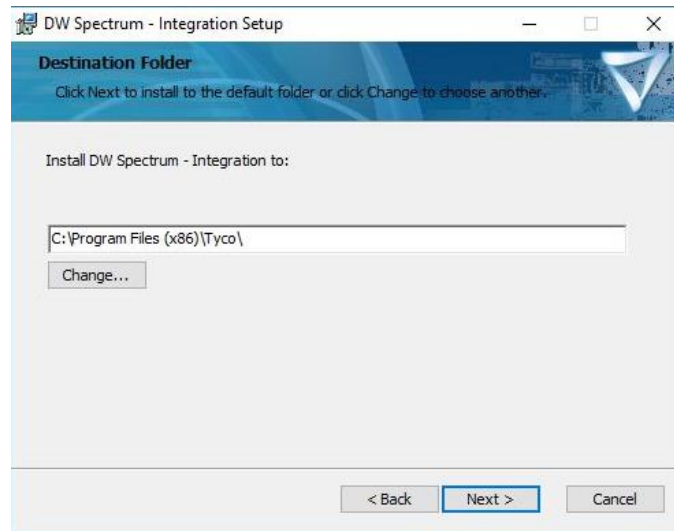 DW Spectrum - Integration Setup
Destination Folder
Click Next to install to the default folder or click Change to choose another.
Install DW Spectrum - Integration to:
C:\Program Files (x86)\Tyco\
Change...
< Back Next > Cancel